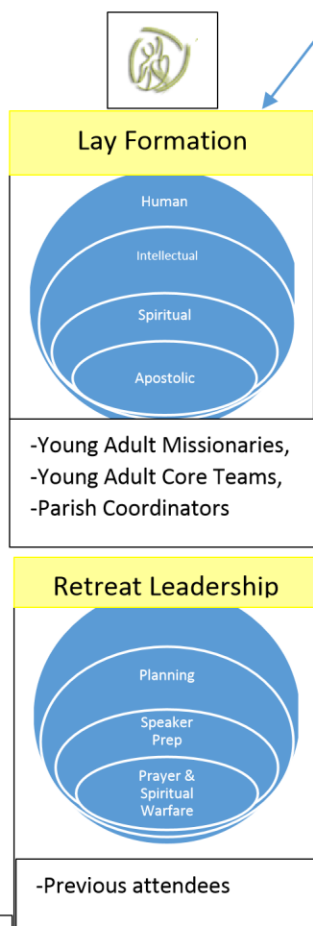 Lay Formation
Human
Intellectual
Spiritual
Apostolic
-Young Adult Missionaries,
-Young Adult Core Teams,
-Parish Coordinators
Retreat Leadership
Planning
Speaker
Prep
Prayer &
Spiritual
Warfare
-Previous attendees